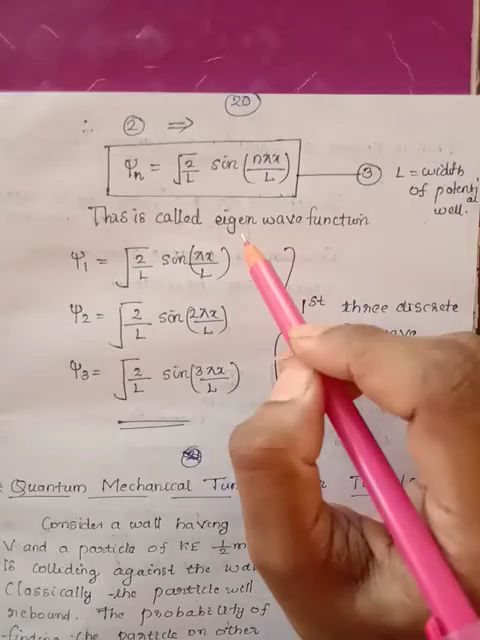 20
∴ ② ⇒
Ψn = √2/L sin(nπx/L) ③ L = width of potential well.
This is called eigen wave function
Ψ1 = √2/L sin(πx/L)
Ψ2 = √2/L sin(2πx/L) 1st three discrete
Ψ3 = √2/L sin(3πx/L)
Quantum Mechanical
Consider a wall having
V and a particle of KE 1/2 m
is colliding against the
Classically the particle will
rebound. The probability of
finding the particle on other